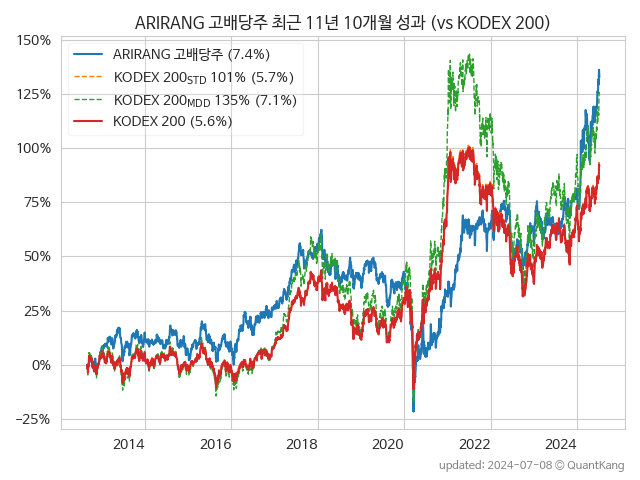 ARIRANG 고배당주 최근 11년 10개월 성과 (vs KODEX 200)
ARIRANG 고배당주 (7.4%)
KODEX 200STD 101% (5.7%)
KODEX 200MDD 135% (7.1%)
KODEX 200 (5.6%)
150%
125%
100%
75%
50%
25%
0%
−25%
2014 2016 2018 2020 2022 2024
updated: 2024-07-08 © QuantKang